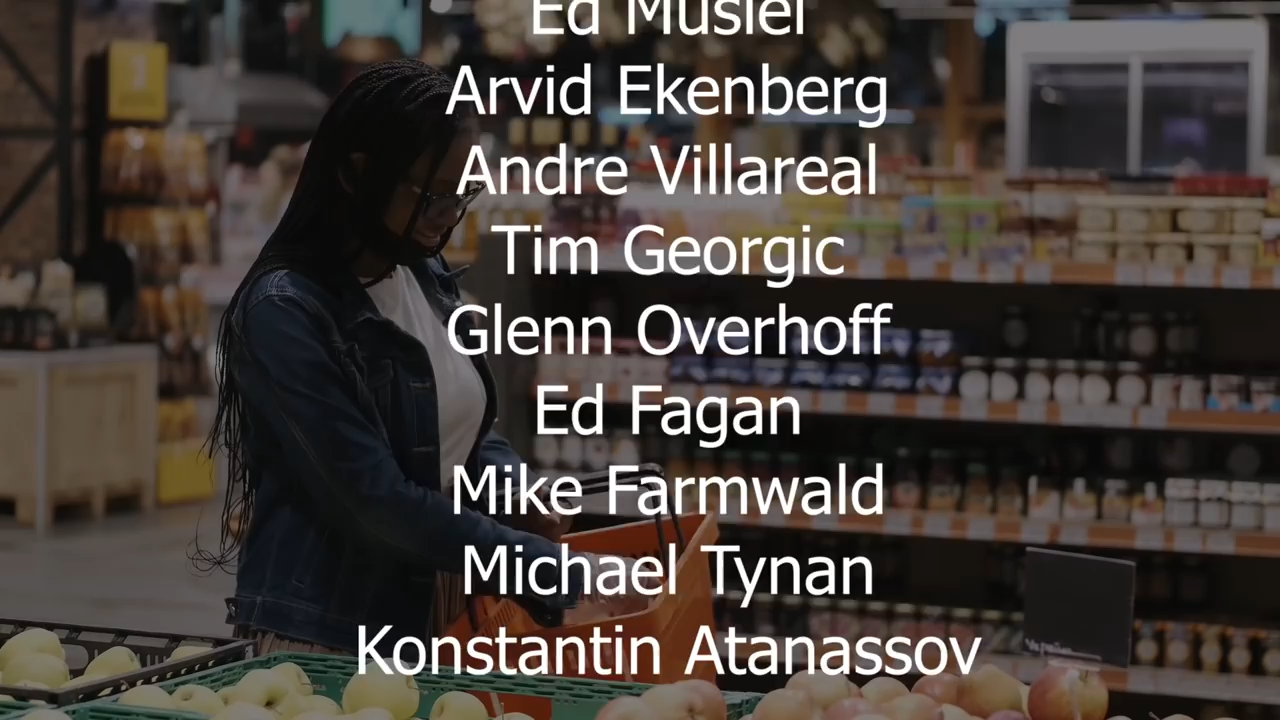 Ed Musiel
Arvid Ekenberg
Andre Villareal
Tim Georgic
Glenn Overhoff
Ed Fagan
Mike Farmwald
Michael Tynan
Konstantin Atanassov